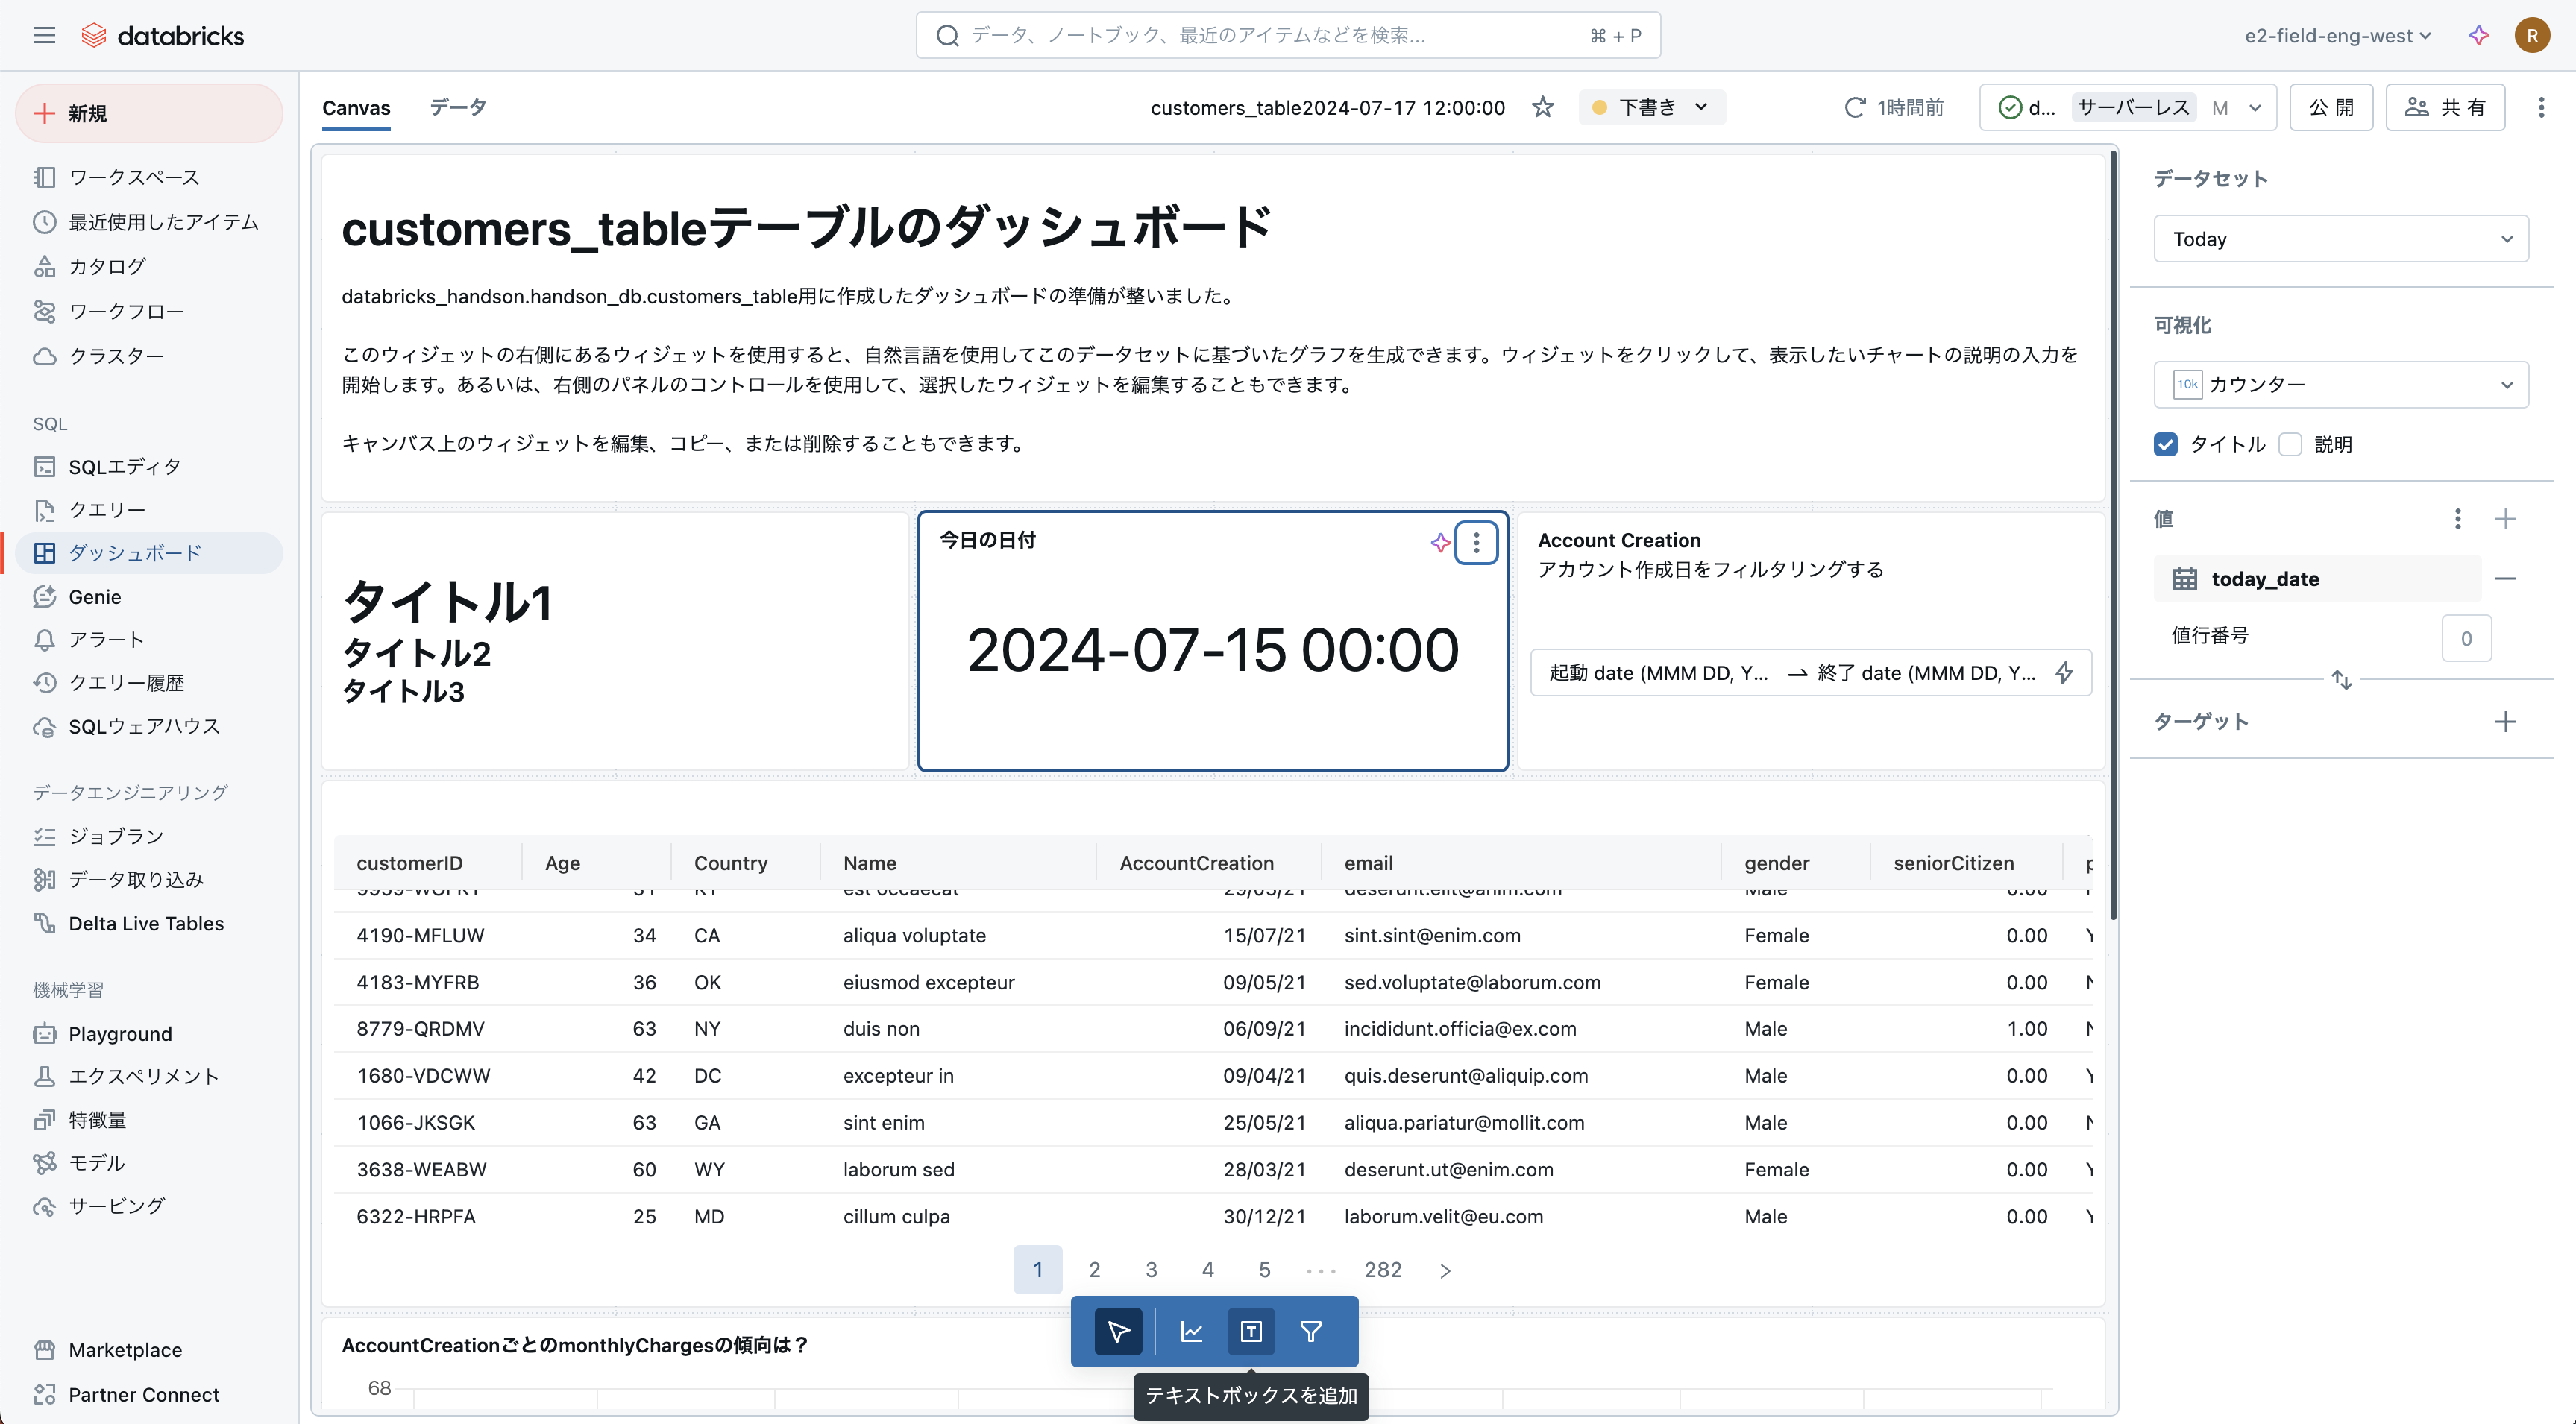 databricks
データ、ノートブック、最近のアイテムなどを検索...
⌘ + P
e2-field-eng-west
R
新規
ワークスペース
最近使用したアイテム
カタログ
ワークフロー
クラスター
SQL
SQLエディタ
クエリー
ダッシュボード
Genie
アラート
クエリー履歴
SQLウェアハウス
データエンジニアリング
ジョブラン
データ取り込み
Delta Live Tables
機械学習
Playground
エクスペリメント
特徴量
モデル
サービング
Marketplace
Partner Connect
Canvas
データ
customers_table2024-07-17 12:00:00
下書き
1時間前
d... サーバーレス M
公開
共有
customers_tableテーブルのダッシュボード
databricks_handson.handson_db.customers_table用に作成したダッシュボードの準備が整いました。
このウィジェットの右側にあるウィジェットを使用すると、自然言語を使用してこのデータセットに基づいたグラフを生成できます。ウィジェットをクリックして、表示したいチャートの説明の入力を
開始します。あるいは、右側のパネルのコントロールを使用して、選択したウィジェットを編集することもできます。
キャンバス上のウィジェットを編集、コピー、または削除することもできます。
タイトル1
タイトル2
タイトル3
今日の日付
2024-07-15 00:00
Account Creation
アカウント作成日をフィルタリングする
起動 date (MMM DD, Y... → 終了 date (MMM DD, Y...
customerID Age Country Name AccountCreation email gender seniorCitizen
4190-MFLUW 34 CA aliqua voluptate 15/07/21 sint.sint@enim.com Female 0.00 Y
4183-MYFRB 36 OK eiusmod excepteur 09/05/21 sed.voluptate@laborum.com Female 0.00 N
8779-QRDMV 63 NY duis non 06/09/21 incididunt.officia@ex.com Male 1.00 N
1680-VDCWW 42 DC excepteur in 09/04/21 quis.deserunt@aliquip.com Male 0.00 Y
1066-JKSGK 63 GA sint enim 25/05/21 aliqua.pariatur@mollit.com Male 0.00 N
3638-WEABW 60 WY laborum sed 28/03/21 deserunt.ut@enim.com Female 0.00 Y
6322-HRPFA 25 MD cillum culpa 30/12/21 laborum.velit@eu.com Male 0.00 Y
1 2 3 4 5 ••• 282 >
AccountCreationごとのmonthlyChargesの傾向は？
68
テキストボックスを追加
データセット
Today
可視化
10k カウンター
タイトル 説明
値
today_date
値行番号
0
ターゲット